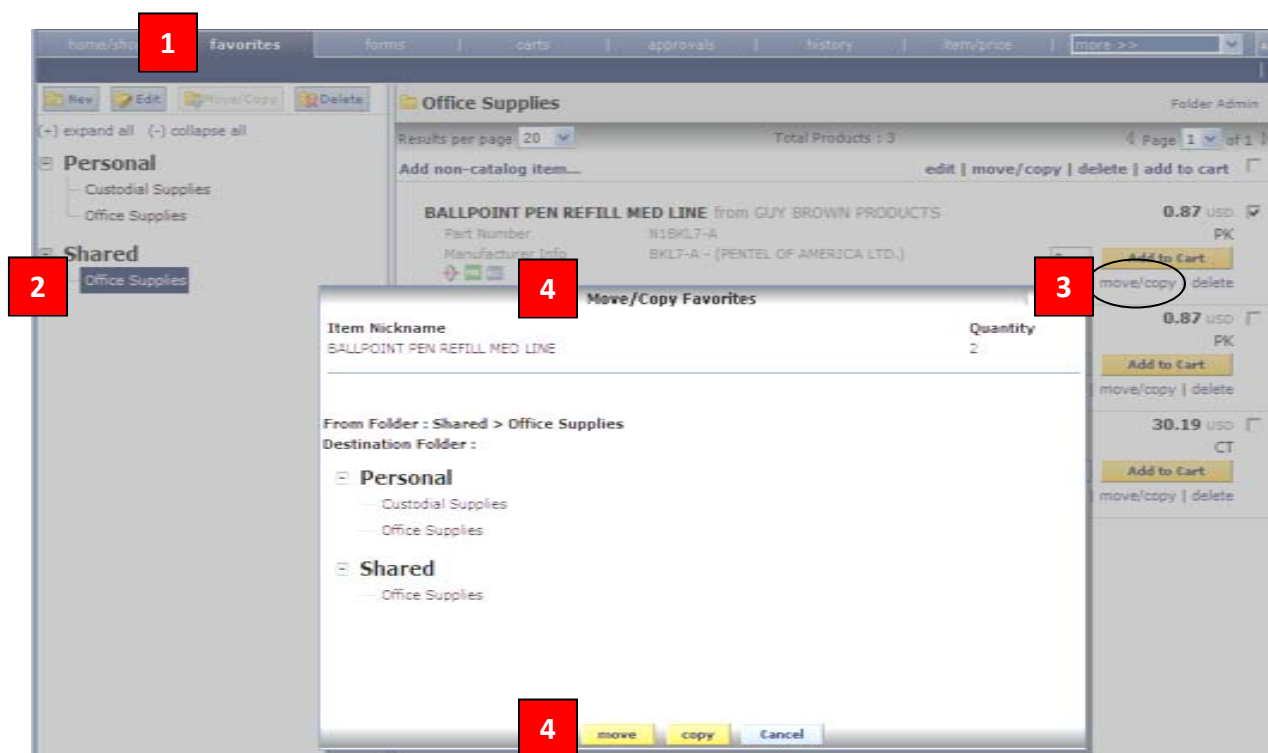 1
home/sho favorites forms | carts | approvals | history | item/price | more >>
New Edit Move/Copy Delete
(+) expand all (-) collapse all
Personal
Custodial Supplies
Office Supplies
Shared
2
Office Supplies
Office Supplies Folder Admin
Results per page 20 Total Products : 3 Page 1 of 1
Add non-catalog item... edit | move/copy | delete | add to cart
BALLPOINT PEN REFILL MED LINE from GUY BROWN PRODUCTS 0.87 USD
Part Number N1BKL7-A PK
Manufacturer Info BKL7-A - (PENTEL OF AMERICA LTD.) Add to Cart
3
move/copy delete
0.87 USD
PK
Add to Cart
move/copy | delete
30.19 USD
CT
Add to Cart
move/copy | delete
4
Move/Copy Favorites
Item Nickname Quantity
BALLPOINT PEN REFILL MED LINE 2
From Folder : Shared > Office Supplies
Destination Folder :
Personal
Custodial Supplies
Office Supplies
Shared
Office Supplies
4
move copy Cancel